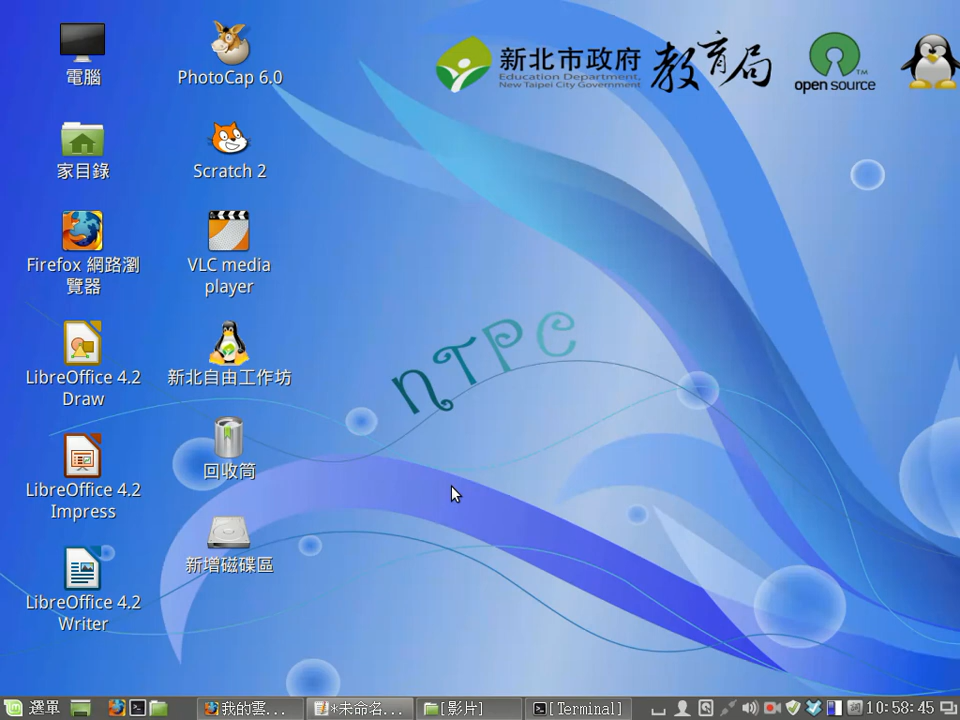 電腦
PhotoCap 6.0
新北市政府
Education Department,
New Taipei City Government
教育局
open source
TM
家目錄
Scratch 2
Firefox 網路瀏
覽器
VLC media
player
LibreOffice 4.2
Draw
新北自由工作坊
NTPC
LibreOffice 4.2
Impress
回收筒
新增磁碟區
LibreOffice 4.2
Writer
選單
我的雲...
*未命名...
[影片]
[Terminal]
10:58:45